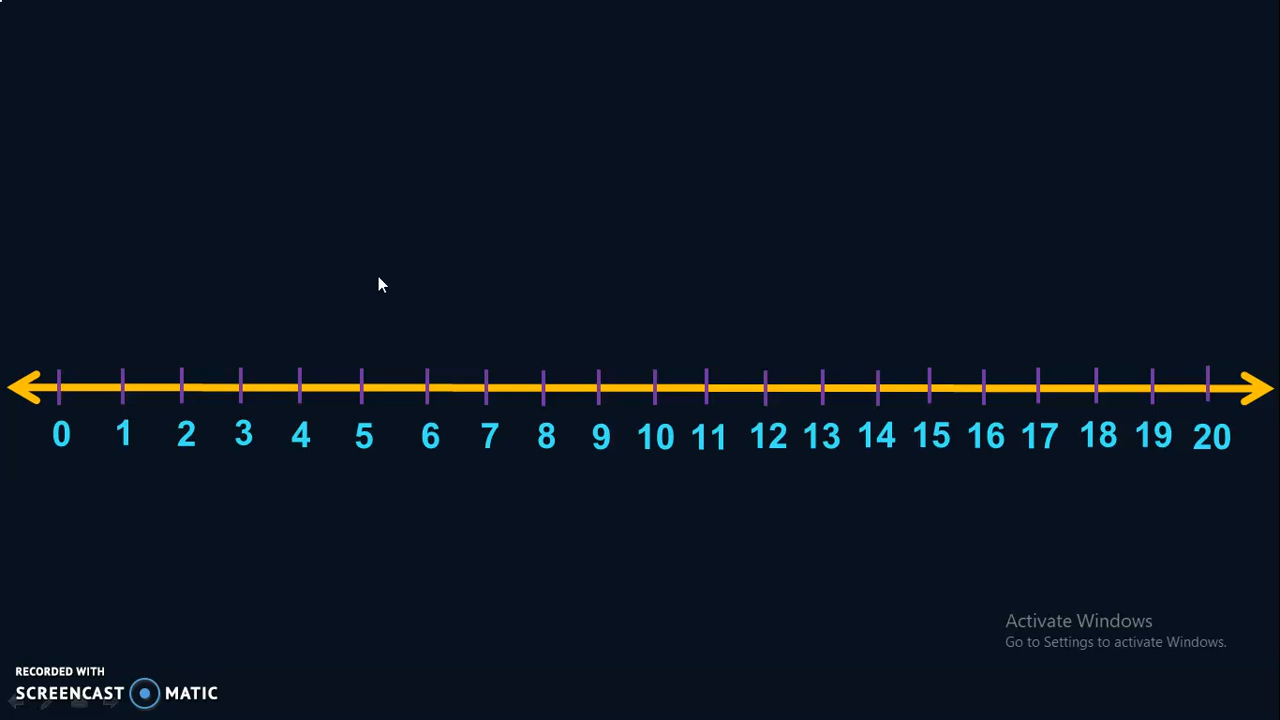 0 1 2 3 4 5 6 7 8 9 10 11 12 13 14 15 16 17 18 19 20
Activate Windows
Go to Settings to activate Windows.
RECORDED WITH
SCREENCAST MATIC